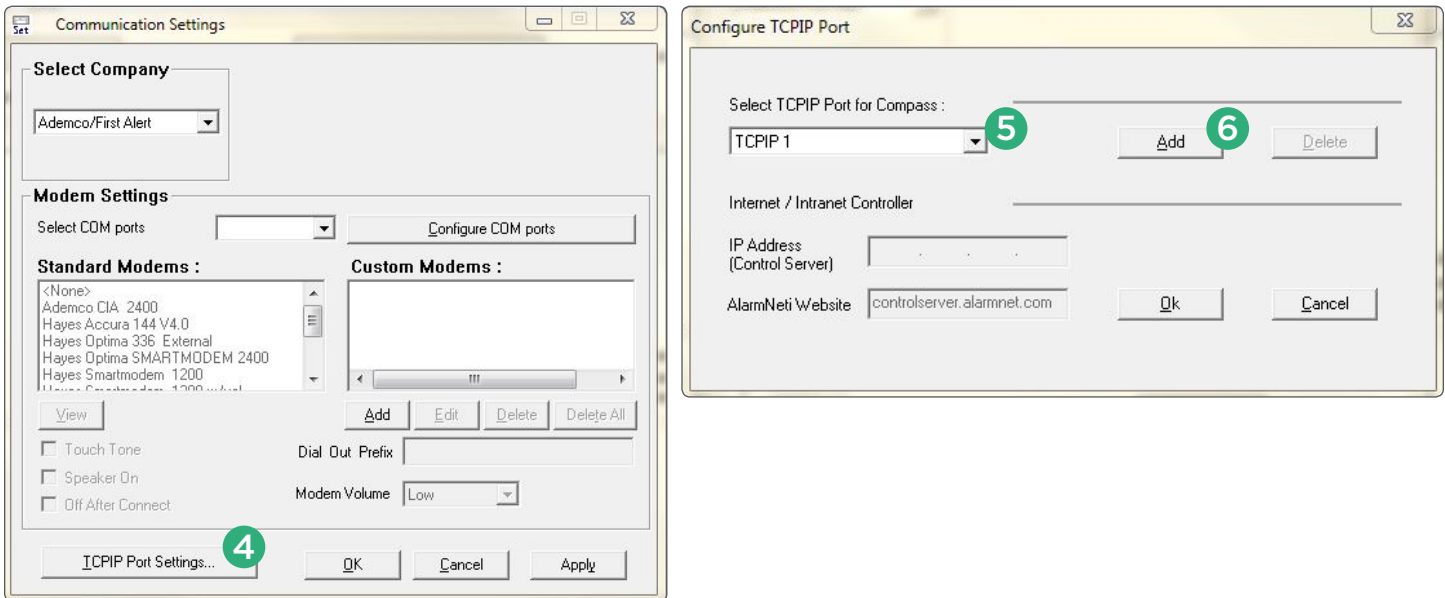 Set Communication Settings
Select Company
Ademco/First Alert
Modem Settings
Select COM ports
Configure COM ports
Standard Modems :
Custom Modems :
<None>
Ademco CIA 2400
Hayes Accura 144 V4.0
Hayes Optima 336 External
Hayes Optima SMARTMODEM 2400
Hayes Smartmodem 1200
View
Add
Edit
Delete
Delete All
Touch Tone
Speaker On
Off After Connect
Dial Out Prefix
Modem Volume
Low
TCPIP Port Settings...
4
OK
Cancel
Apply
Configure TCPIP Port
Select TCPIP Port for Compass :
TCPIP 1
5
Add
6
Delete
Internet / Intranet Controller
IP Address
(Control Server)
. . .
AlarmNeti Website
controlserver.alarmnet.com
Ok
Cancel